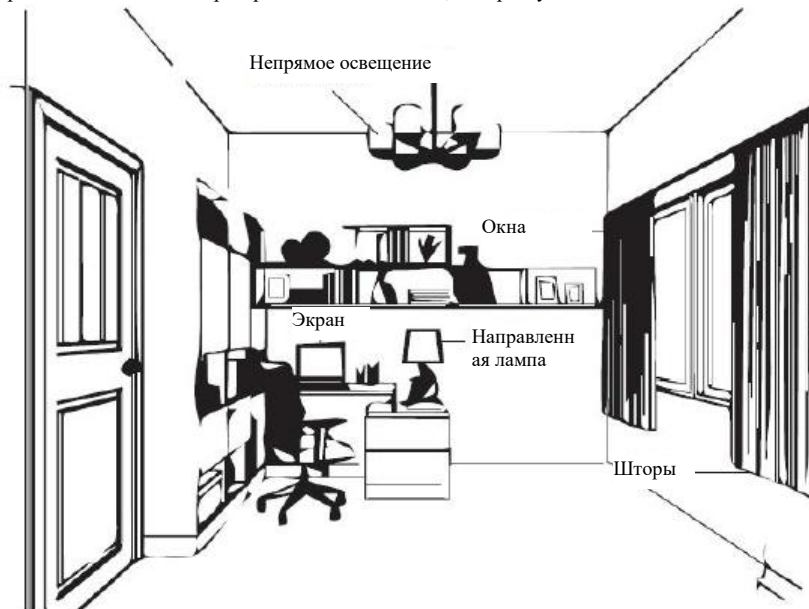 Непрямое освещение
Окна
Экран
Направленн
ая лампа
Шторы